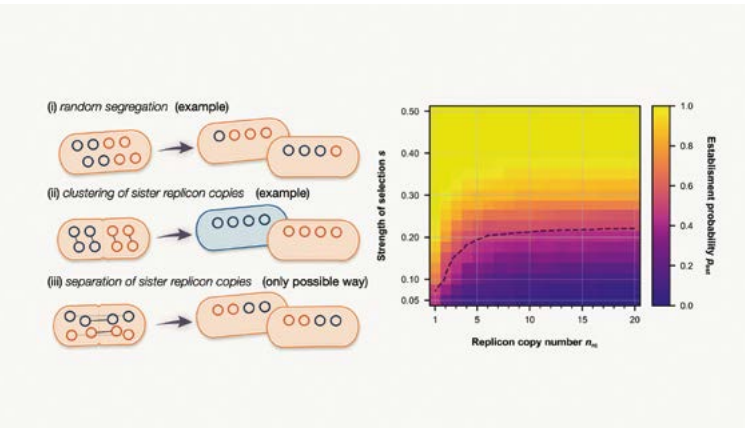 (i) random segregation (example)
(ii) clustering of sister replicon copies (example)
(iii) separation of sister replicon copies (only possible way)
Strength of selection s
0.50
0.40
0.30
0.20
0.10
0.05
1
5
10
15
20
Replicon copy number
1.0
0.8
0.6
0.4
0.2
0.0
Establisment probability